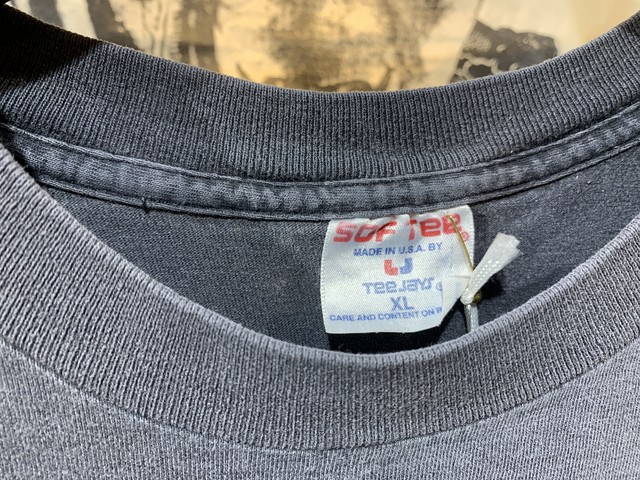 SOF TEE®
MADE IN U.S.A. BY
TEEJAYS
XL
CARE AND CONTENT ON